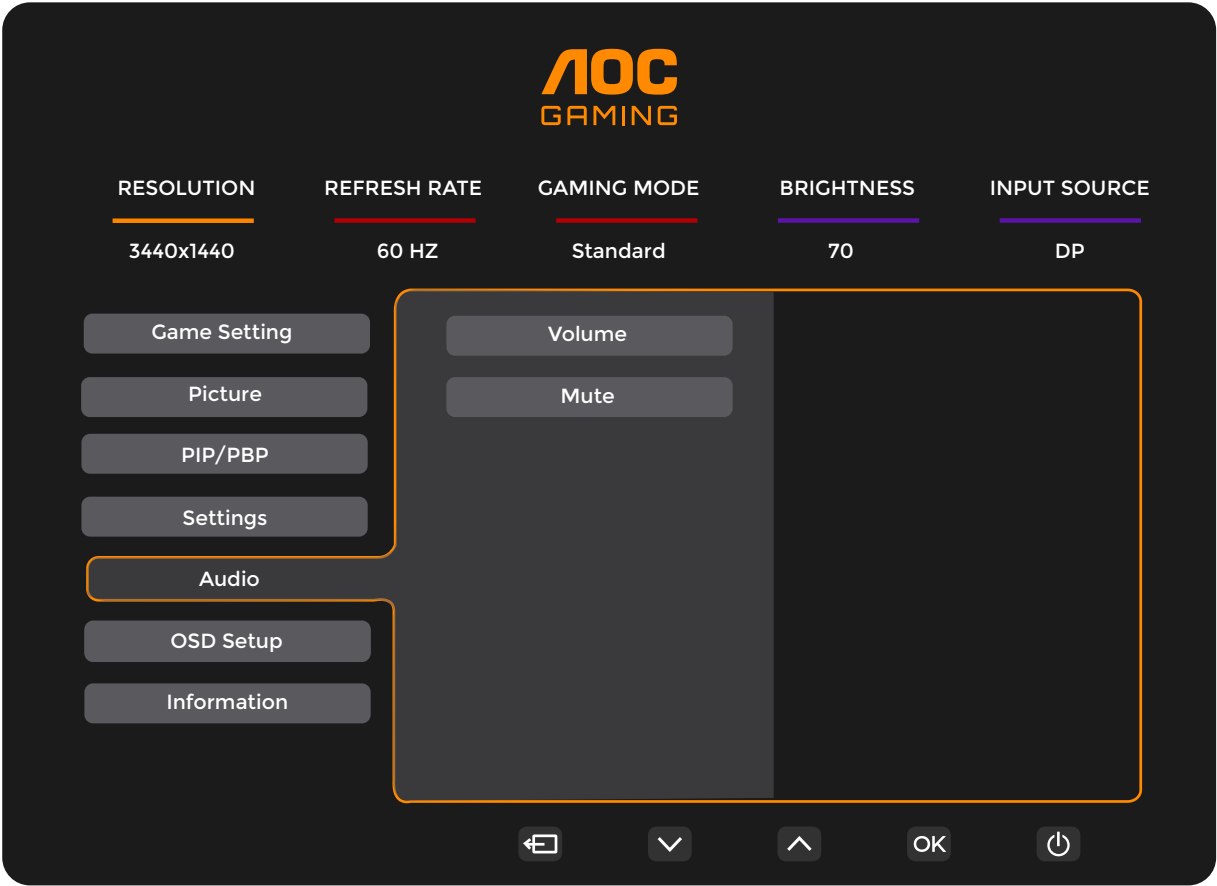 AOC
GAMING
RESOLUTION REFRESH RATE GAMING MODE BRIGHTNESS INPUT SOURCE
3440x1440 60 HZ Standard 70 DP
Game Setting
Picture
PIP/PBP
Settings
Audio
OSD Setup
Information
Volume
Mute
OK